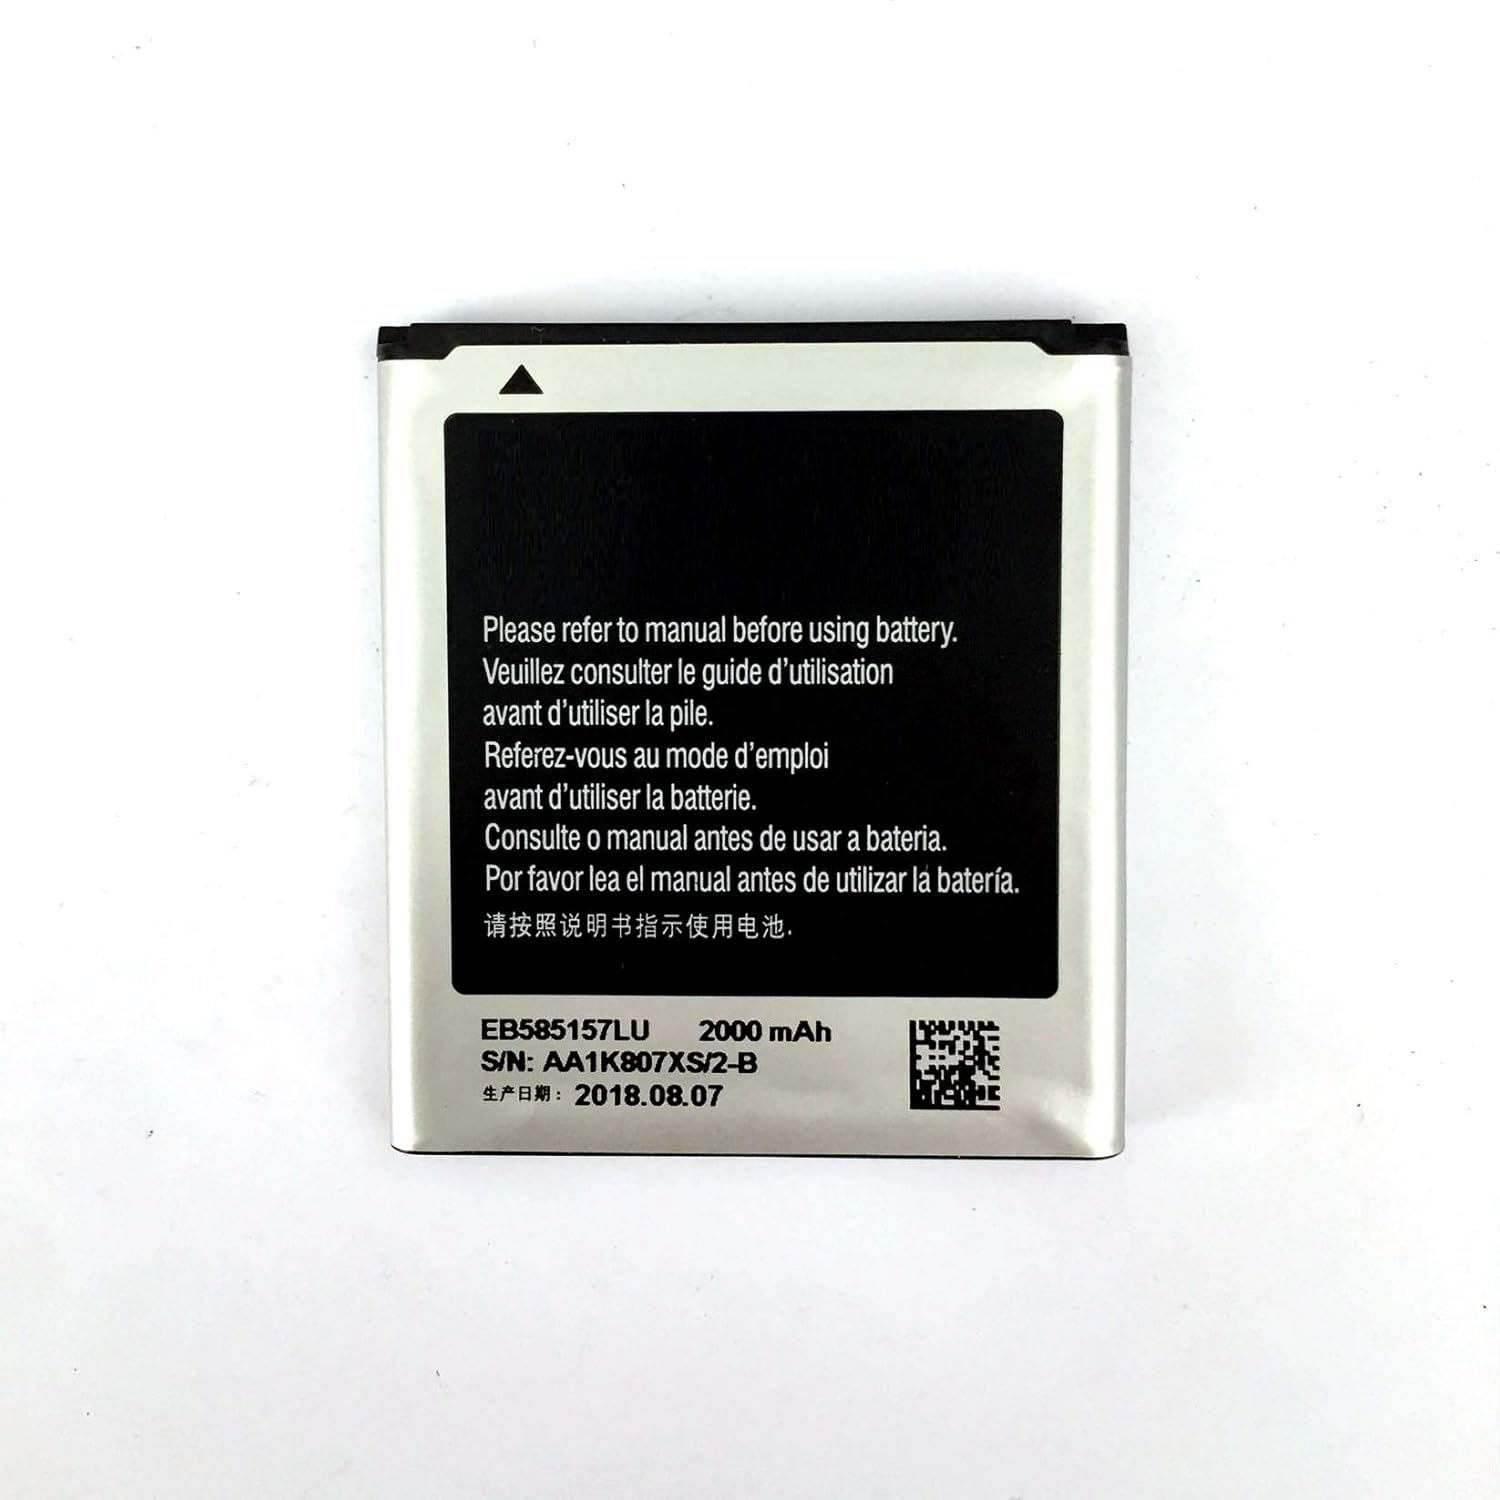 Please refer to manual before using battery.
Veuillez consulter le guide d'utilisation
avant d'utiliser la pile.
Referez-vous au mode d'emploi
avant d'utiliser la batterie.
Consulte o manual antes de usar a bateria.
Por favor lea el manual antes de utilizar la batería.
请按照说明书指示使用电池.
EB585157LU 2000 mAh
S/N: AA1K807XS/2-B
生产日期: 2018.08.07